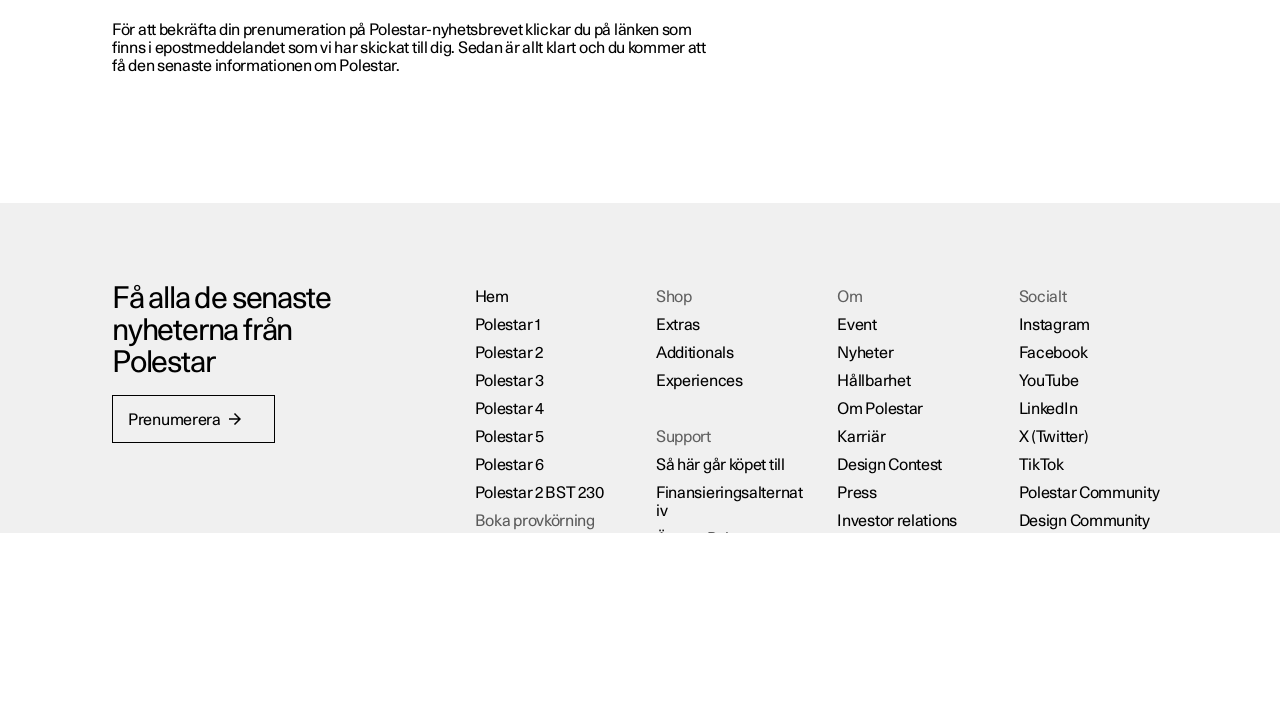 För att bekräfta din prenumeration på Polestar-nyhetsbrevet klickar du på länken som
finns i epostmeddelandet som vi har skickat till dig. Sedan är allt klart och du kommer att
få den senaste informationen om Polestar.
Få alla de senaste
nyheterna från
Polestar
Prenumerera
Hem
Polestar 1
Polestar 2
Polestar 3
Polestar 4
Polestar 5
Polestar 6
Polestar 2 BST 230
Boka provkörning
Shop
Extras
Additionals
Experiences
Support
Så här går köpet till
Finansieringsalternat
iv
Om
Event
Nyheter
Hållbarhet
Om Polestar
Karriär
Design Contest
Press
Investor relations
Socialt
Instagram
Facebook
YouTube
LinkedIn
X (Twitter)
TikTok
Polestar Community
Design Community